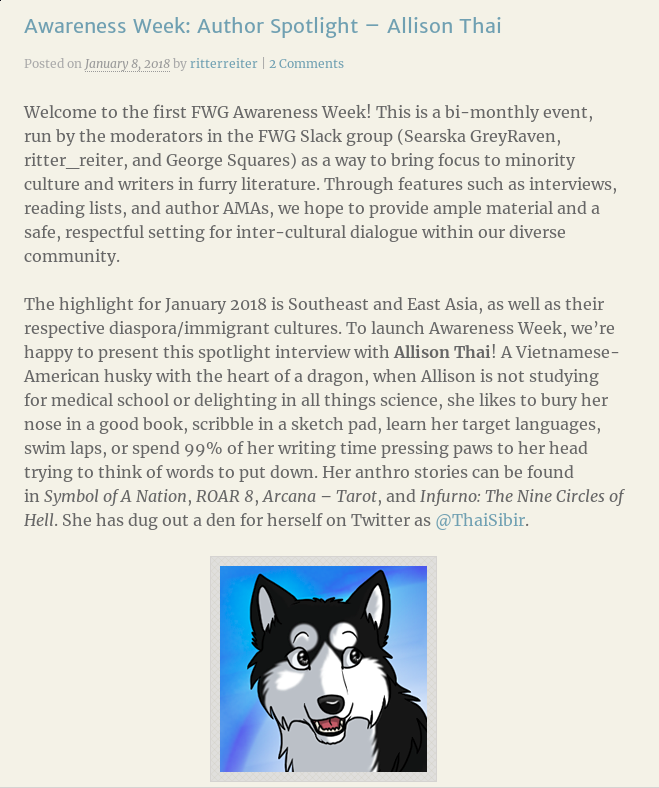 Awareness Week: Author Spotlight – Allison Thai
Posted on January 8, 2018 by ritterreiter | 2 Comments
Welcome to the first FWG Awareness Week! This is a bi-monthly event,
run by the moderators in the FWG Slack group (Searska GreyRaven,
ritter_reiter, and George Squares) as a way to bring focus to minority
culture and writers in furry literature. Through features such as interviews,
reading lists, and author AMAs, we hope to provide ample material and a
safe, respectful setting for inter-cultural dialogue within our diverse
community.
The highlight for January 2018 is Southeast and East Asia, as well as their
respective diaspora/immigrant cultures. To launch Awareness Week, we’re
happy to present this spotlight interview with Allison Thai! A Vietnamese-
American husky with the heart of a dragon, when Allison is not studying
for medical school or delighting in all things science, she likes to bury her
nose in a good book, scribble in a sketch pad, learn her target languages,
swim laps, or spend 99% of her writing time pressing paws to her head
trying to think of words to put down. Her anthro stories can be found
in Symbol of A Nation, ROAR 8, Arcana – Tarot, and Infurno: The Nine Circles of
Hell. She has dug out a den for herself on Twitter as @ThaiSibir.